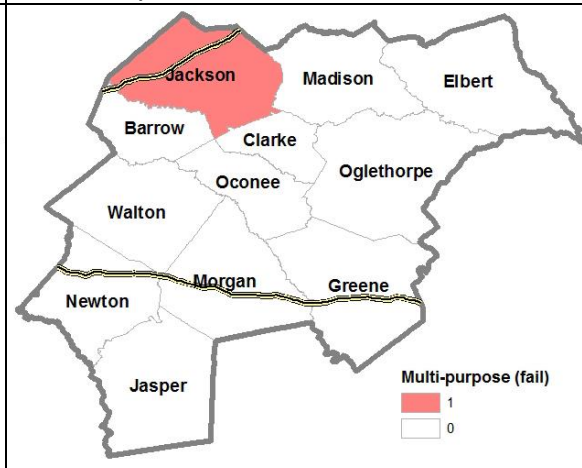 Jackson
Madison
Elbert
Barrow
Clarke
Oglethorpe
Oconee
Walton
Morgan
Greene
Newton
Jasper
Multi-purpose (fail)
1
0